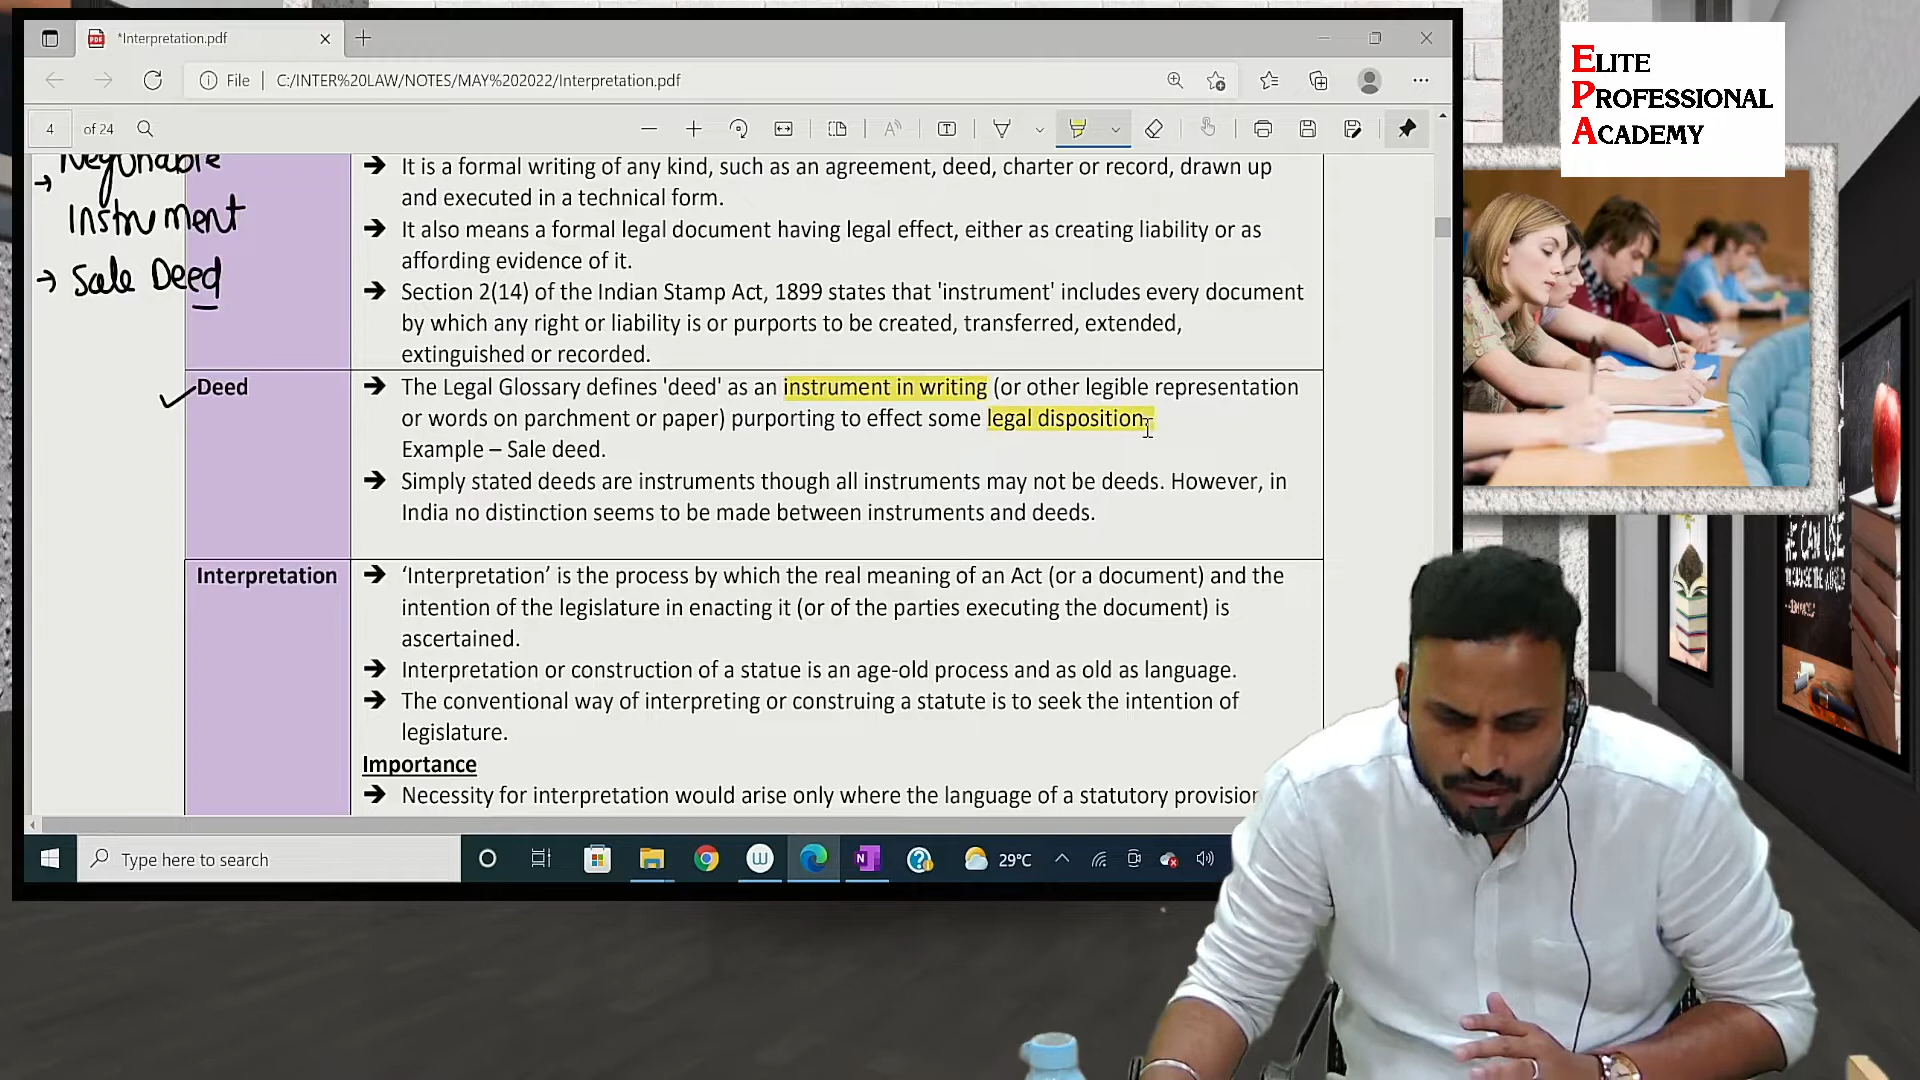 *Interpretation.pdf
File C:/INTER%20LAW/NOTES/MAY%202022/Interpretation.pdf
4 of 24
ELITE
PROFESSIONAL
ACADEMY
→ Negotiable
Instrument
→ Sale Deed
➔ It is a formal writing of any kind, such as an agreement, deed, charter or record, drawn up
and executed in a technical form.
➔ It also means a formal legal document having legal effect, either as creating liability or as
affording evidence of it.
➔ Section 2(14) of the Indian Stamp Act, 1899 states that 'instrument' includes every document
by which any right or liability is or purports to be created, transferred, extended,
extinguished or recorded.
Deed
➔ The Legal Glossary defines 'deed' as an instrument in writing (or other legible representation
or words on parchment or paper) purporting to effect some legal disposition.
Example – Sale deed.
➔ Simply stated deeds are instruments though all instruments may not be deeds. However, in
India no distinction seems to be made between instruments and deeds.
Interpretation
➔ ‘Interpretation’ is the process by which the real meaning of an Act (or a document) and the
intention of the legislature in enacting it (or of the parties executing the document) is
ascertained.
➔ Interpretation or construction of a statue is an age-old process and as old as language.
➔ The conventional way of interpreting or construing a statute is to seek the intention of
legislature.
Importance
➔ Necessity for interpretation would arise only where the language of a statutory provision
Type here to search
29°C
CAN USE